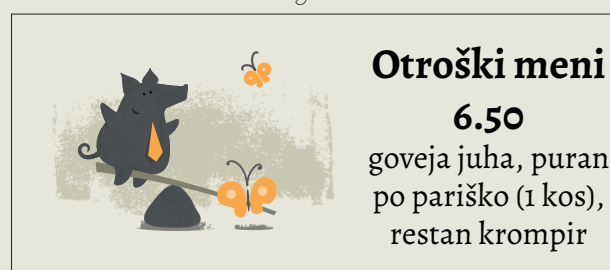 Otroški meni
6.50
goveja juha, puran
po pariško (1 kos),
restan krompir